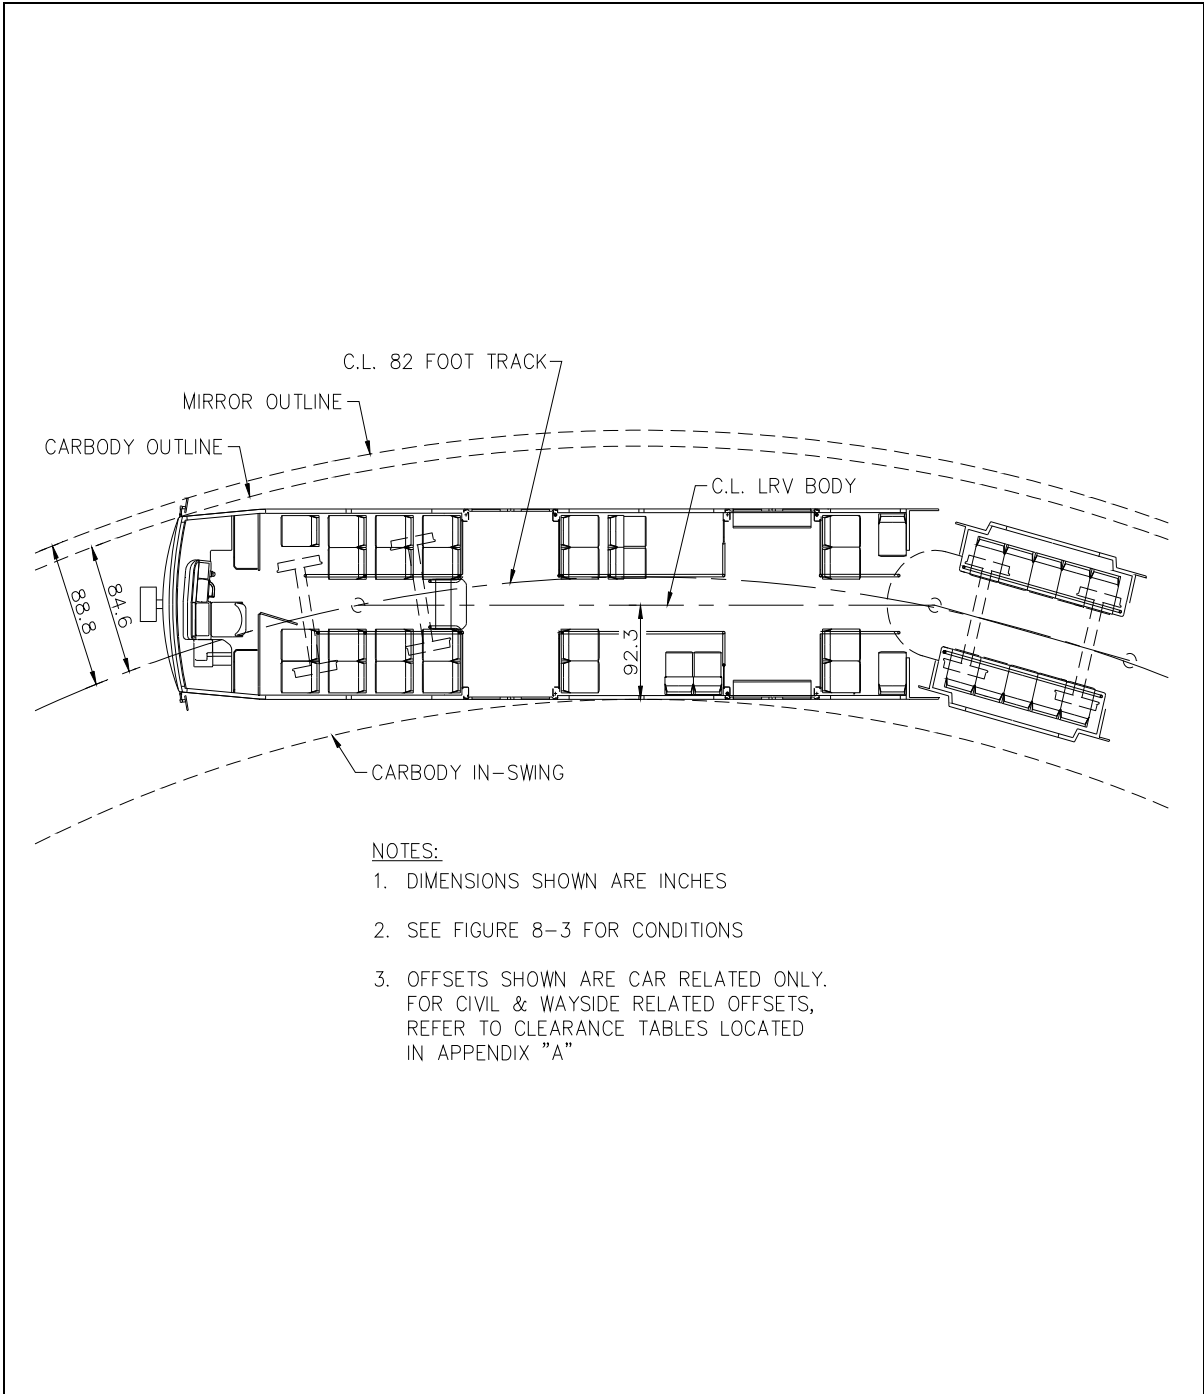 C.L. 82 FOOT TRACK
MIRROR OUTLINE
CARBODY OUTLINE
C.L. LRV BODY
84.6
88.8
92.3
CARBODY IN-SWING
NOTES:
1. DIMENSIONS SHOWN ARE INCHES
2. SEE FIGURE 8-3 FOR CONDITIONS
3. OFFSETS SHOWN ARE CAR RELATED ONLY.
FOR CIVIL & WAYSIDE RELATED OFFSETS,
REFER TO CLEARANCE TABLES LOCATED
IN APPENDIX "A"